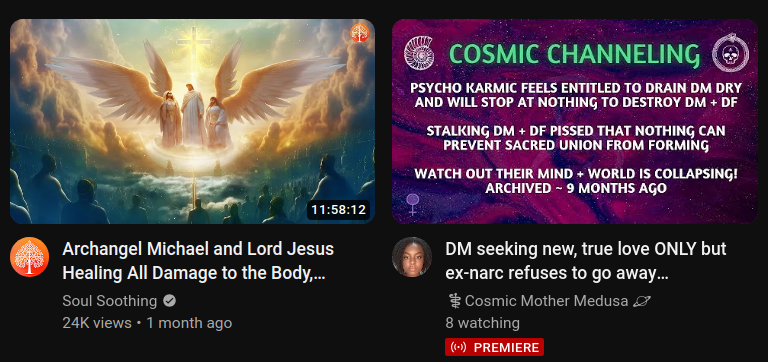 11:58:12
Archangel Michael and Lord Jesus
Healing All Damage to the Body,...
Soul Soothing
24K views • 1 month ago
COSMIC CHANNELING
PSYCHO KARMIC FEELS ENTITLED TO DRAIN DM DRY
AND WILL STOP AT NOTHING TO DESTROY DM + DF
STALKING DM + DF PISSED THAT NOTHING CAN
PREVENT SACRED UNION FROM FORMING
WATCH OUT THEIR MIND + WORLD IS COLLAPSING!
ARCHIVED ~ 9 MONTHS AGO
DM seeking new, true love ONLY but
ex-narc refuses to go away...
⚕Cosmic Mother Medusa 🪐
8 watching
PREMIERE